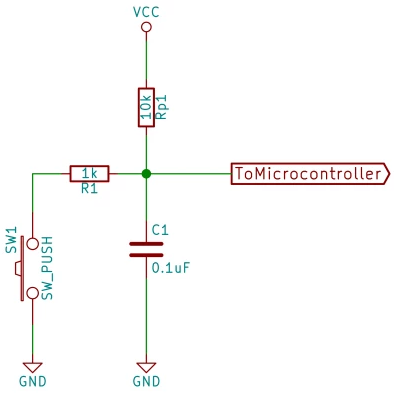 VCC
10k
Rp1
1k
R1
ToMicrocontroller
SW1
SW_PUSH
C1
0.1uF
GND
GND